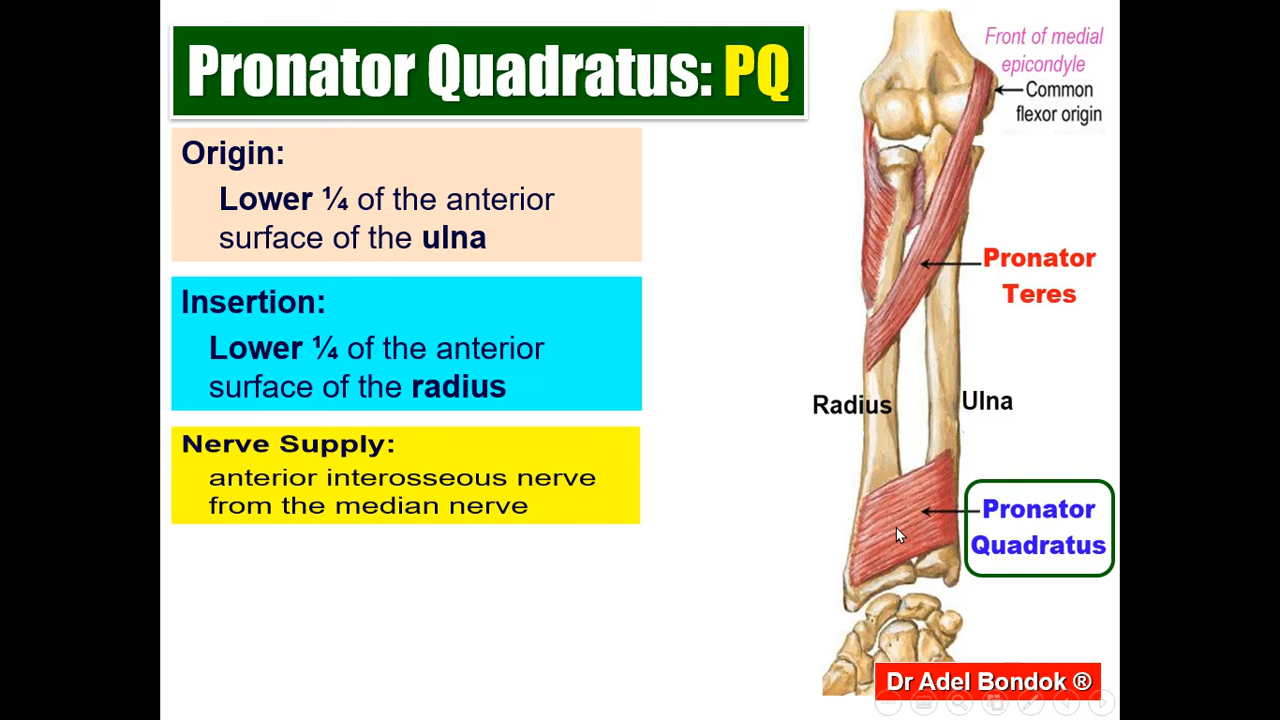 Pronator Quadratus: PQ
Origin:
Lower ¼ of the anterior
surface of the ulna
Insertion:
Lower ¼ of the anterior
surface of the radius
Nerve Supply:
anterior interosseous nerve
from the median nerve
Front of medial
epicondyle
Common
flexor origin
Pronator
Teres
Radius
Ulna
Pronator
Quadratus
Dr Adel Bondok ®